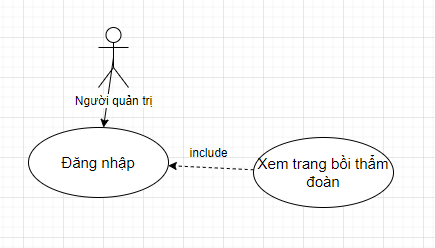 Người quản trị
include
Đăng nhập
Xem trang bồi thẩm
đoàn